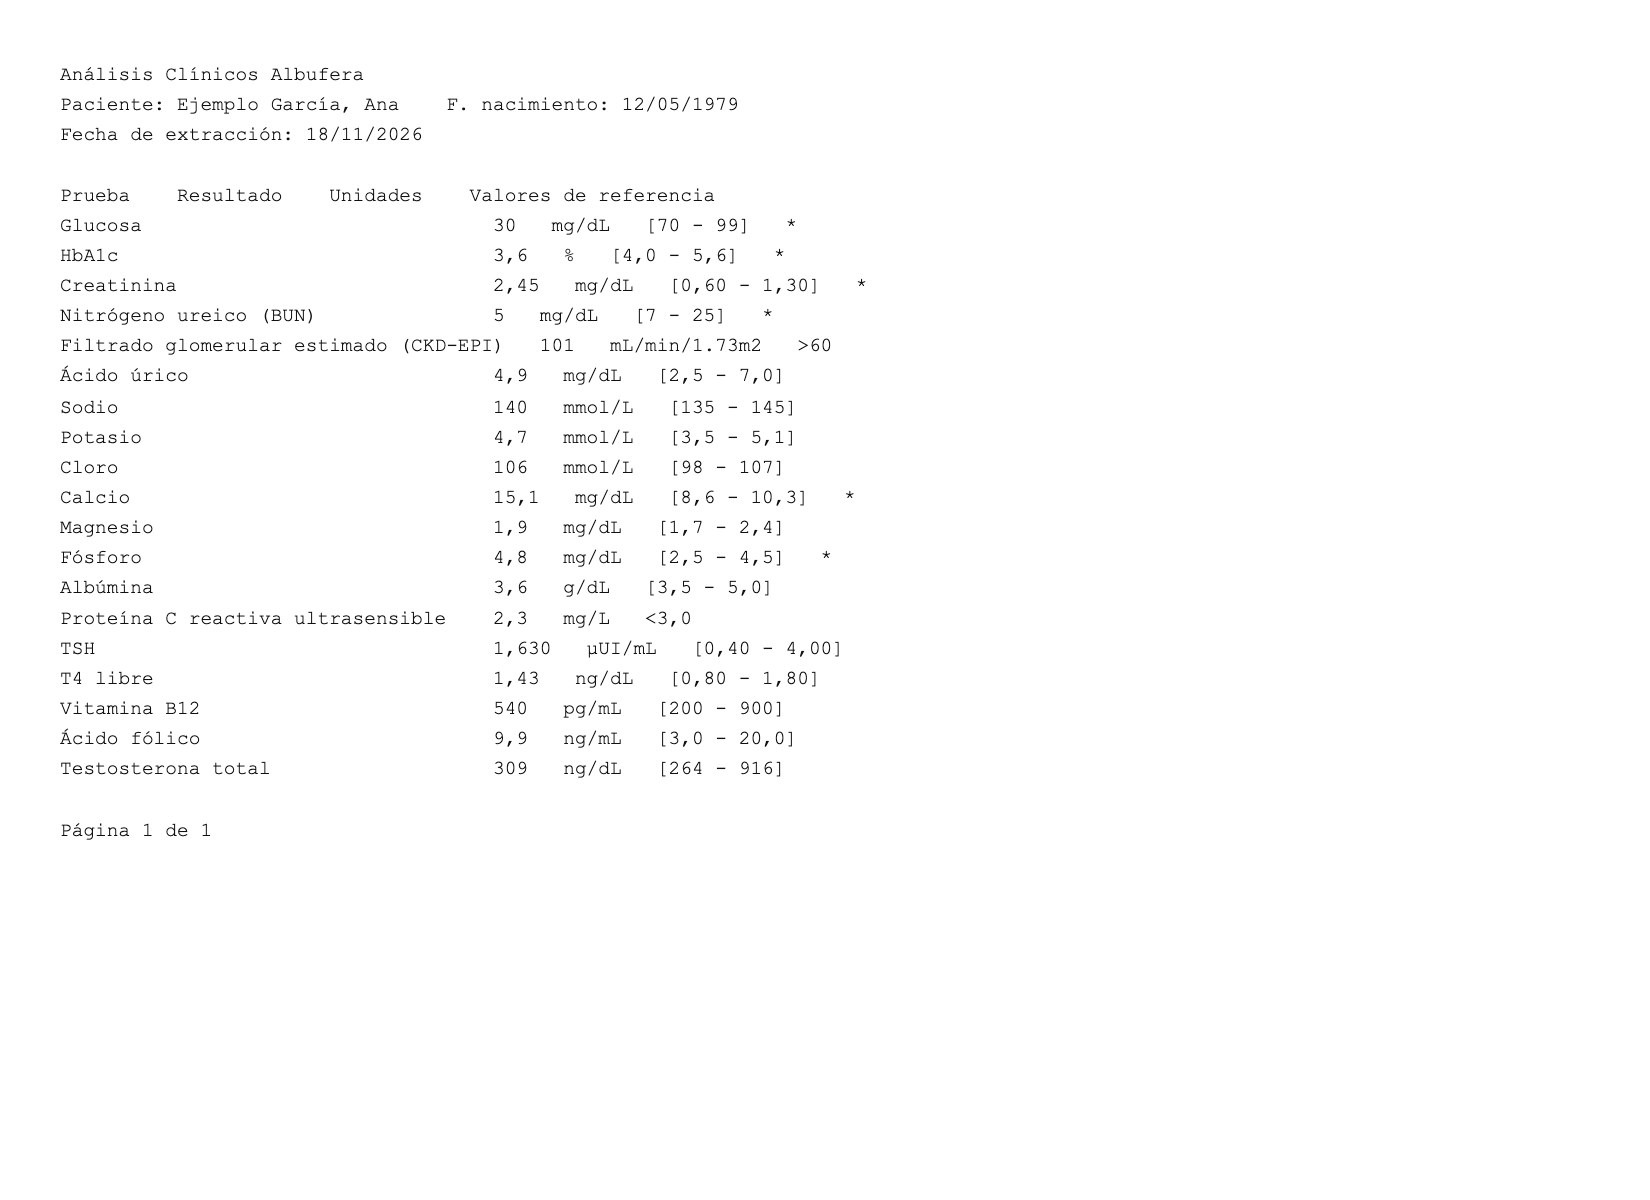 Análisis Clínicos Albufera
Paciente: Ejemplo García, Ana    F. nacimiento: 12/05/1979
Fecha de extracción: 18/11/2026
Prueba    Resultado    Unidades    Valores de referencia
Glucosa    30   mg/dL   [70 - 99]   *
HbA1c    3,6   %   [4,0 - 5,6]   *
Creatinina    2,45   mg/dL   [0,60 - 1,30]   *
Nitrógeno ureico (BUN)    5   mg/dL   [7 - 25]   *
Filtrado glomerular estimado (CKD-EPI)   101   mL/min/1.73m2   >60
Ácido úrico    4,9   mg/dL   [2,5 - 7,0]
Sodio    140   mmol/L   [135 - 145]
Potasio    4,7   mmol/L   [3,5 - 5,1]
Cloro    106   mmol/L   [98 - 107]
Calcio    15,1   mg/dL   [8,6 - 10,3]   *
Magnesio    1,9   mg/dL   [1,7 - 2,4]
Fósforo    4,8   mg/dL   [2,5 - 4,5]   *
Albúmina    3,6   g/dL   [3,5 - 5,0]
Proteína C reactiva ultrasensible    2,3   mg/L   <3,0
TSH    1,630   µUI/mL   [0,40 - 4,00]
T4 libre    1,43   ng/dL   [0,80 - 1,80]
Vitamina B12    540   pg/mL   [200 - 900]
Ácido fólico    9,9   ng/mL   [3,0 - 20,0]
Testosterona total    309   ng/dL   [264 - 916]
Página 1 de 1